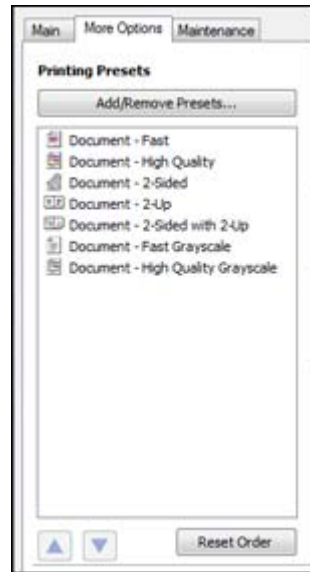 Main More Options Maintenance
Printing Presets
Add/Remove Presets...
Document - Fast
Document - High Quality
Document - 2-Sided
Document - 2-Up
Document - 2-Sided with 2-Up
Document - Fast Grayscale
Document - High Quality Grayscale
Reset Order